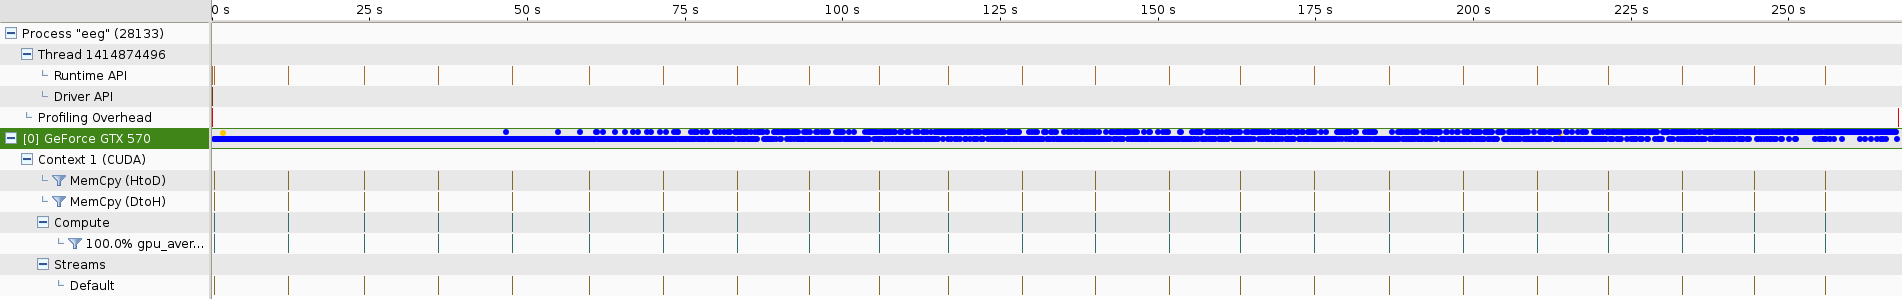 0 s 25 s 50 s 75 s 100 s 125 s 150 s 175 s 200 s 225 s 250 s
Process "eeg" (28133)
Thread 1414874496
Runtime API
Driver API
Profiling Overhead
[0] GeForce GTX 570
Context 1 (CUDA)
MemCpy (HtoD)
MemCpy (DtoH)
Compute
100.0% gpu_aver...
Streams
Default